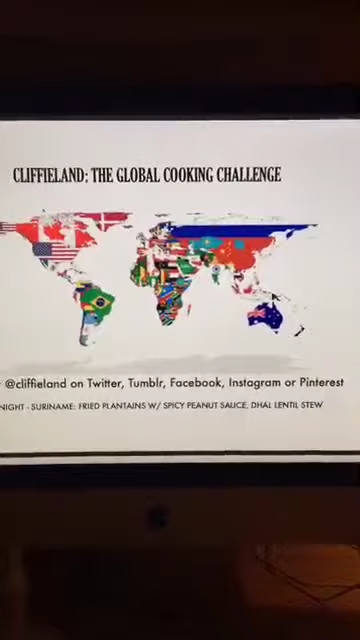 CLIFFIELAND: THE GLOBAL COOKING CHALLENGE
@cliffieland on Twitter, Tumblr, Facebook, Instagram or Pinterest
NIGHT - SURINAME: FRIED PLANTAINS W/ SPICY PEANUT SAUCE, DHAL LENTIL STEW